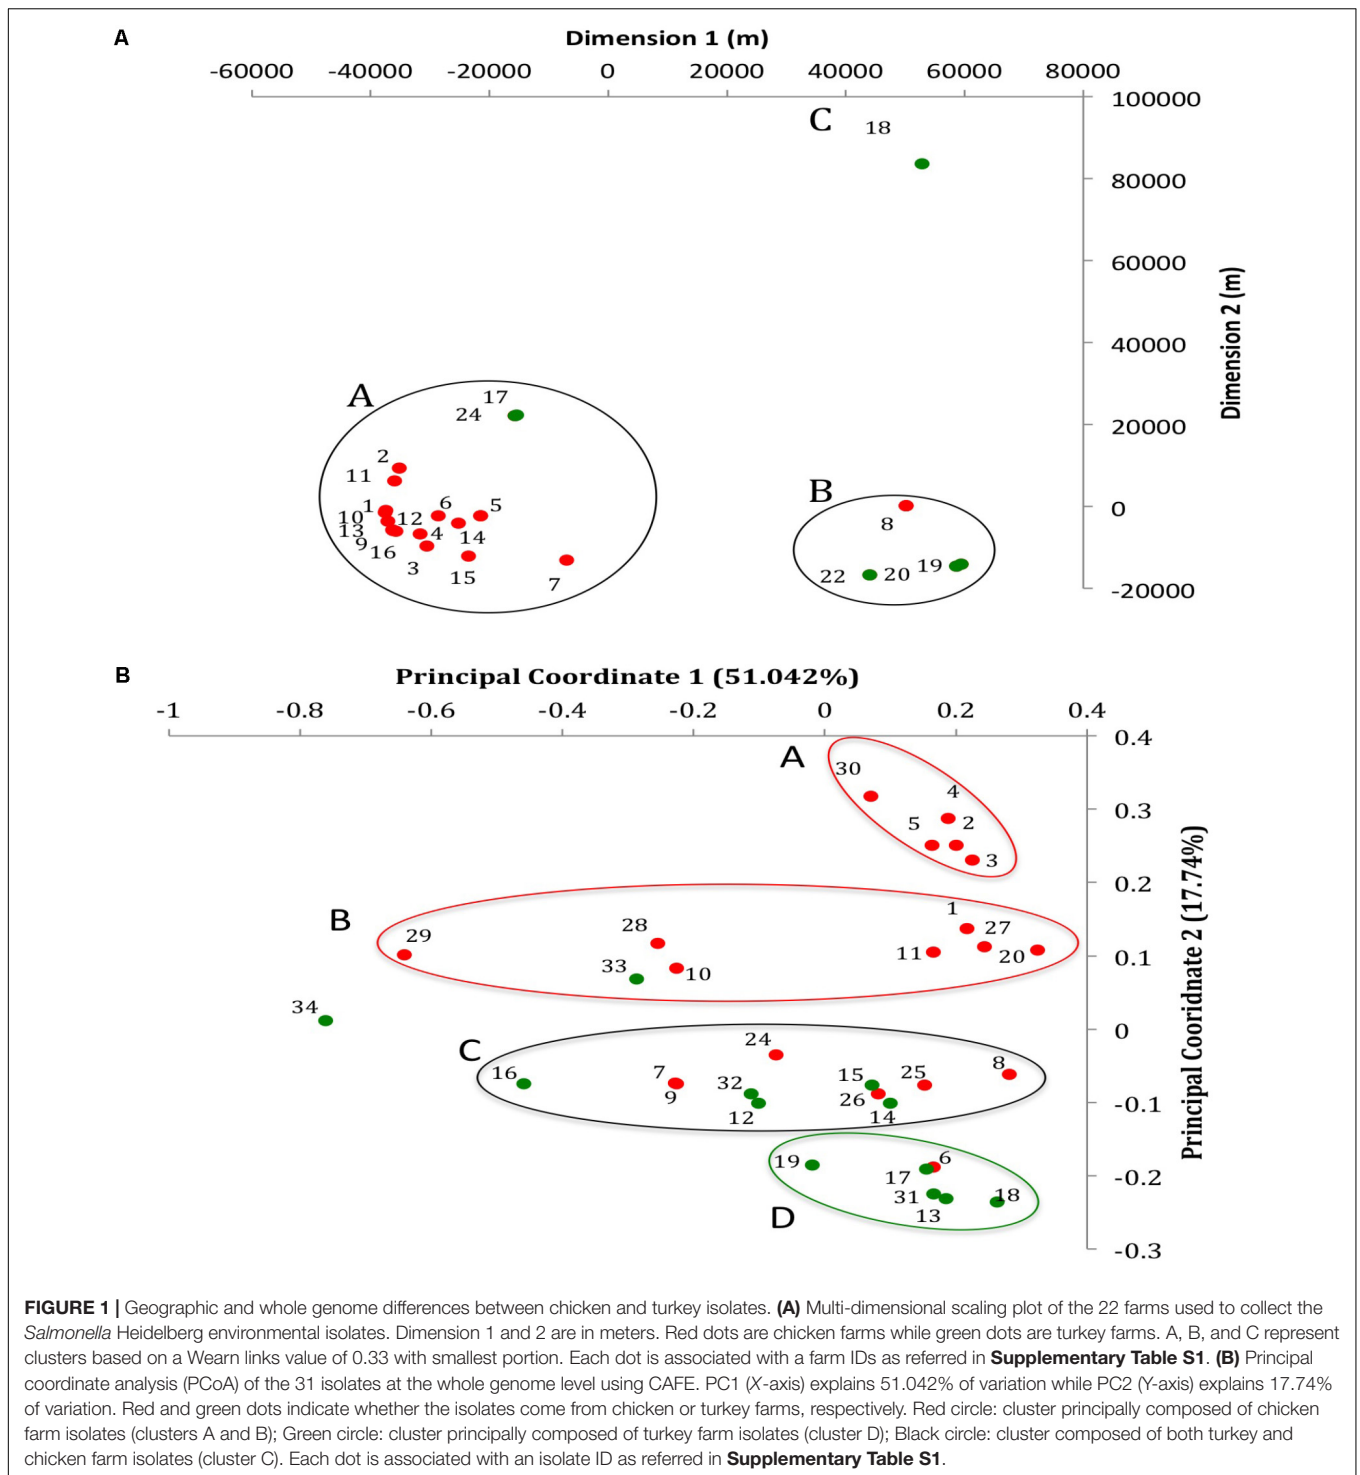 A
Dimension 1 (m)
-60000 -40000 -20000 0 20000 40000 60000 80000
100000
C 18
80000
60000
Dimension 2 (m)
40000
A 17
24 20000
2
11
B
1 6 5 0
10 12 8
13 4 14
9 16 19
3 15 7 22 20
-20000
B
Principal Coordinate 1 (51.042%)
-1 -0.8 -0.6 -0.4 -0.2 0 0.2 0.4
0.4
A
30
4
0.3
5 2
3
0.2
Principal Cooridnate 2 (17.74%)
B 1
29 28 27
11 20 0.1
33 10
34
0
24
C 8
16 7 32 15 25
9 26
12 14 -0.1
19 6
17 -0.2
31 18
D 13
-0.3
FIGURE 1 | Geographic and whole genome differences between chicken and turkey isolates. (A) Multi-dimensional scaling plot of the 22 farms used to collect the
Salmonella Heidelberg environmental isolates. Dimension 1 and 2 are in meters. Red dots are chicken farms while green dots are turkey farms. A, B, and C represent
clusters based on a Wearn links value of 0.33 with smallest portion. Each dot is associated with a farm IDs as referred in Supplementary Table S1. (B) Principal
coordinate analysis (PCoA) of the 31 isolates at the whole genome level using CAFE. PC1 (X-axis) explains 51.042% of variation while PC2 (Y-axis) explains 17.74%
of variation. Red and green dots indicate whether the isolates come from chicken or turkey farms, respectively. Red circle: cluster principally composed of chicken
farm isolates (clusters A and B); Green circle: cluster principally composed of turkey farm isolates (cluster D); Black circle: cluster composed of both turkey and
chicken farm isolates (cluster C). Each dot is associated with an isolate ID as referred in Supplementary Table S1.